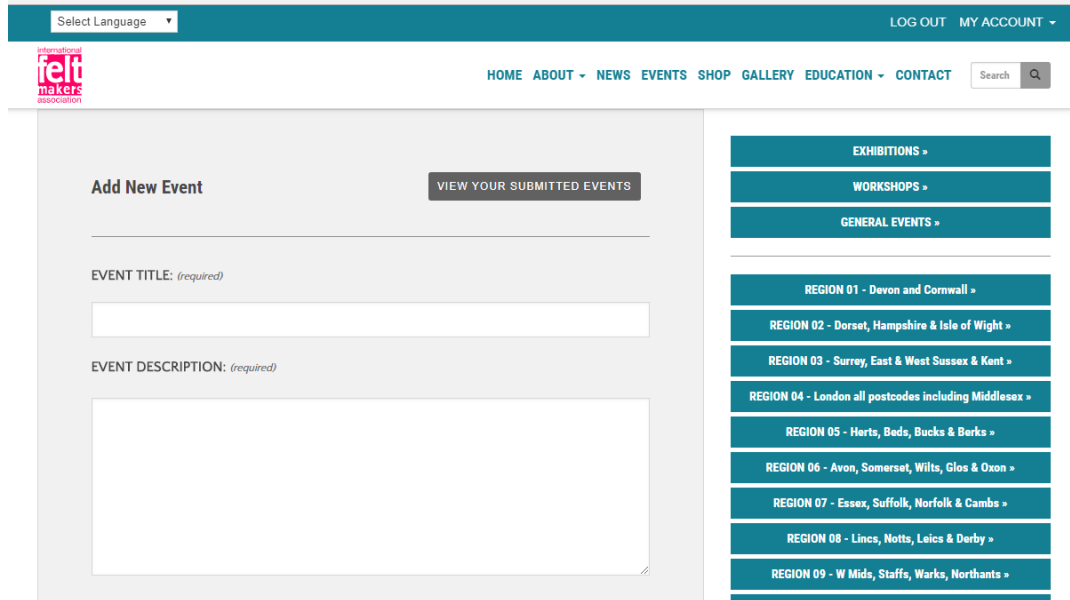 Select Language
LOG OUT MY ACCOUNT
international
felt
makers
association
HOME ABOUT NEWS EVENTS SHOP GALLERY EDUCATION CONTACT
Search
Add New Event
VIEW YOUR SUBMITTED EVENTS
EVENT TITLE: (required)
EVENT DESCRIPTION: (required)
EXHIBITIONS »
WORKSHOPS »
GENERAL EVENTS »
REGION 01 - Devon and Cornwall »
REGION 02 - Dorset, Hampshire & Isle of Wight »
REGION 03 - Surrey, East & West Sussex & Kent »
REGION 04 - London all postcodes including Middlesex »
REGION 05 - Herts, Beds, Bucks & Berks »
REGION 06 - Avon, Somerset, Wilts, Glos & Oxon »
REGION 07 - Essex, Suffolk, Norfolk & Cambs »
REGION 08 - Lincs, Notts, Leics & Derby »
REGION 09 - W Mids, Staffs, Warks, Northants »